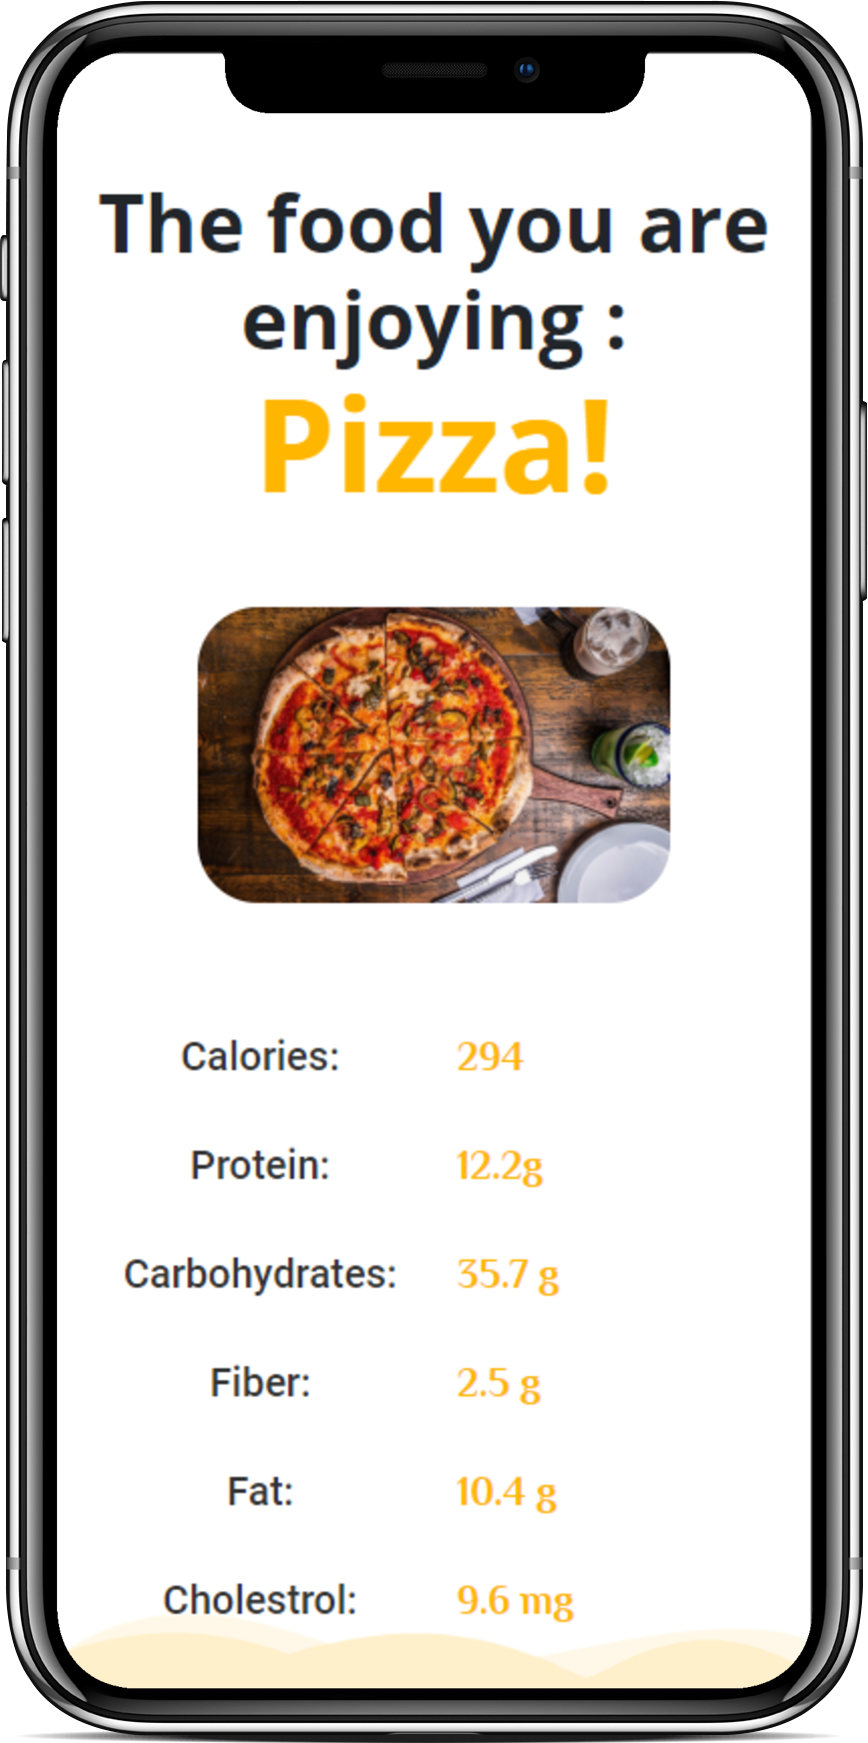 The food you are
enjoying :
Pizza!
Calories: 294
Protein: 12.2g
Carbohydrates: 35.7 g
Fiber: 2.5 g
Fat: 10.4 g
Cholestrol: 9.6 mg